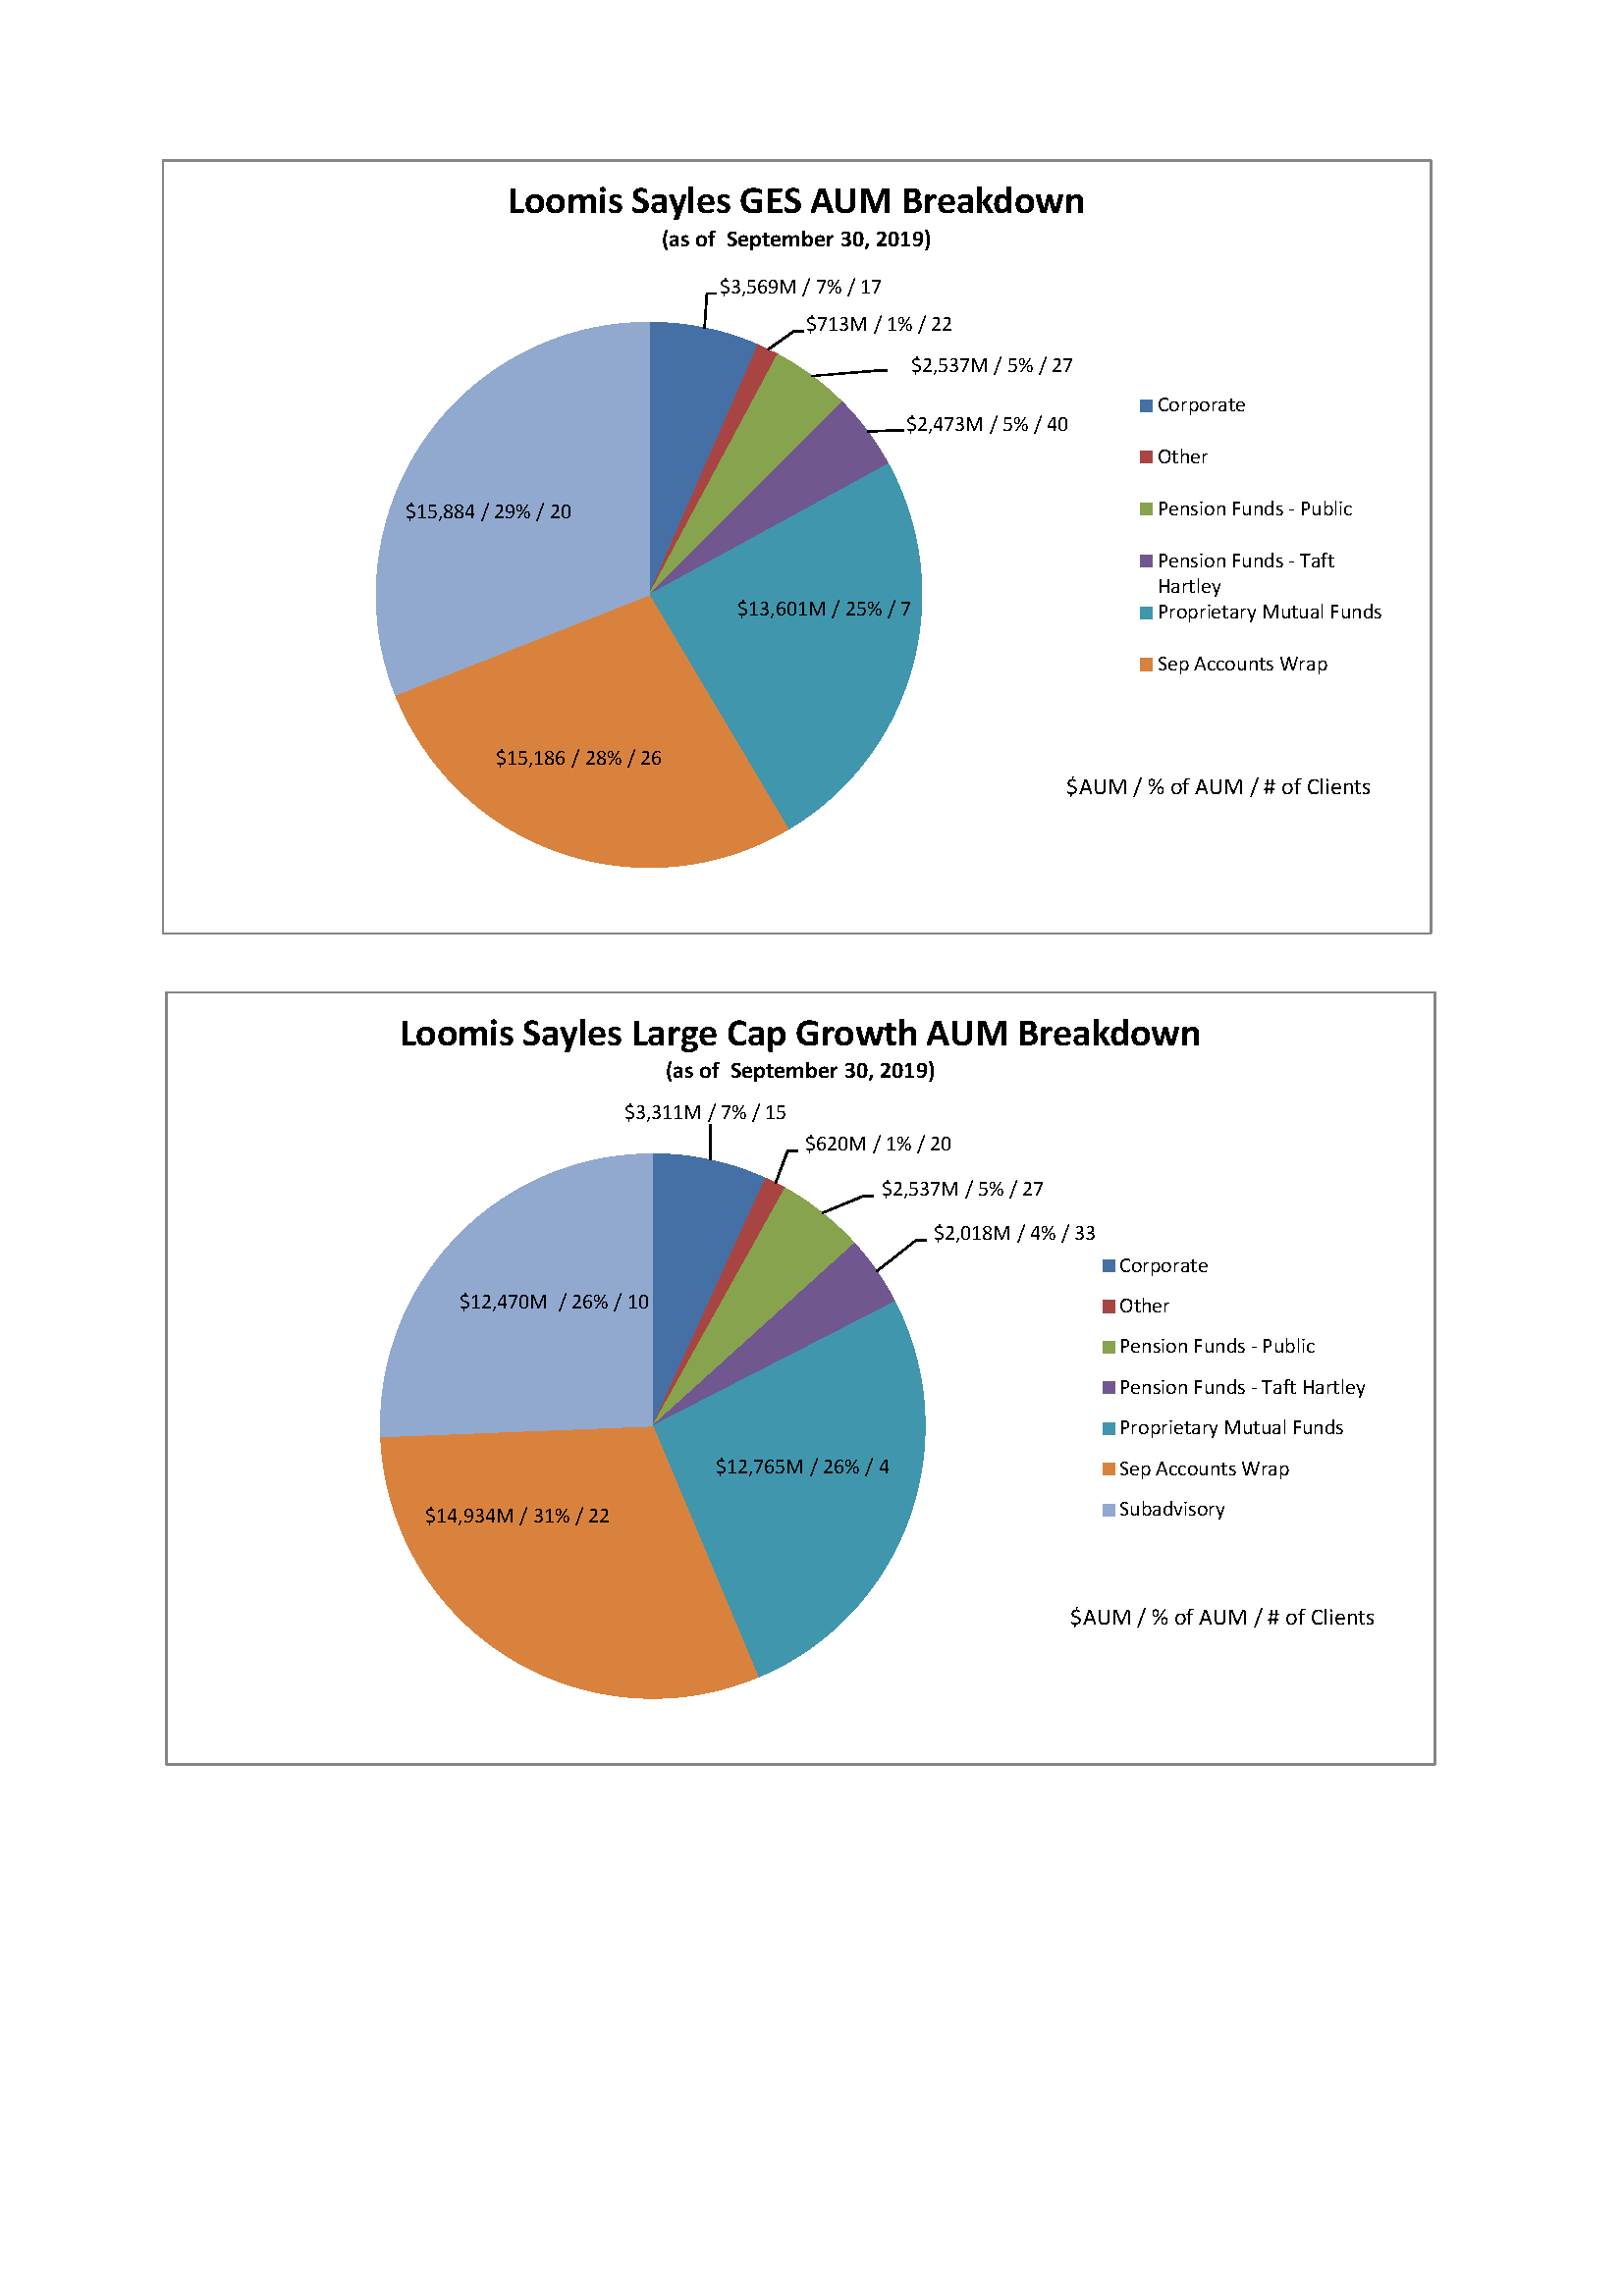 Loomis Sayles GES AUM Breakdown
(as of September 30, 2019)
$3,569M / 7% / 17
$713M / 1% / 22
$2,537M / 5% / 27
$2,473M / 5% / 40
$15,884 / 29% / 20
$13,601M / 25% / 7
$15,186 / 28% / 26
Corporate
Other
Pension Funds - Public
Pension Funds - Taft
Hartley
Proprietary Mutual Funds
Sep Accounts Wrap
$AUM / % of AUM / # of Clients
Loomis Sayles Large Cap Growth AUM Breakdown
(as of September 30, 2019)
$3,311M / 7% / 15
$620M / 1% / 20
$2,537M / 5% / 27
$2,018M / 4% / 33
$12,470M / 26% / 10
$12,765M / 26% / 4
$14,934M / 31% / 22
Corporate
Other
Pension Funds - Public
Pension Funds - Taft Hartley
Proprietary Mutual Funds
Sep Accounts Wrap
Subadvisory
$AUM / % of AUM / # of Clients